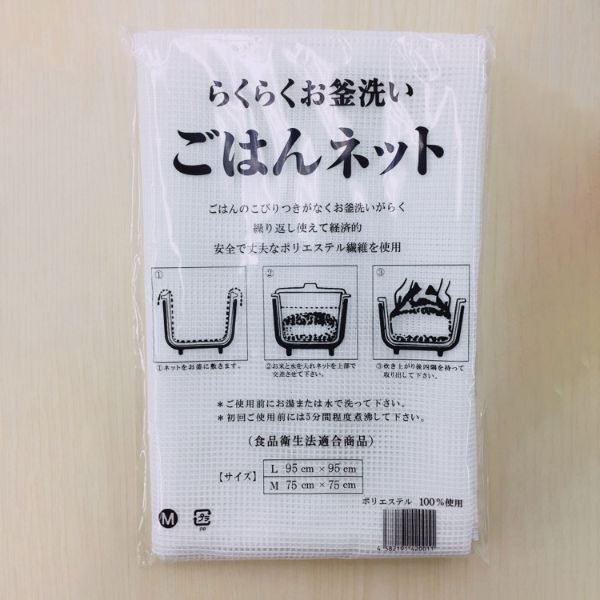 らくらくお釜洗い
ごはんネット
ごはんのこびりつきがなくお釜洗いがらく
繰り返し使えて経済的
安全で丈夫なポリエステル繊維を使用
① ② ③
①ネットをお釜に敷きます。
②お米と水を入れネットを上部で
交差させて下さい。
③炊き上がり後四隅を持って
取り出して下さい。
＊ご使用前にお湯または水で洗って下さい。
＊初回ご使用前には5分間程度煮沸して下さい。
（食品衛生法適合商品）
【サイズ】
L 95cm×95cm
M 75cm×75cm
ポリエステル 100%使用
M
プラ
PP
4 582191 420011